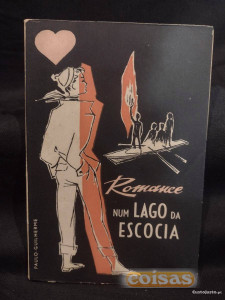 Romance
NUM LAGO DA
ESCOCIA
PAULO-GUILHERME
coisas